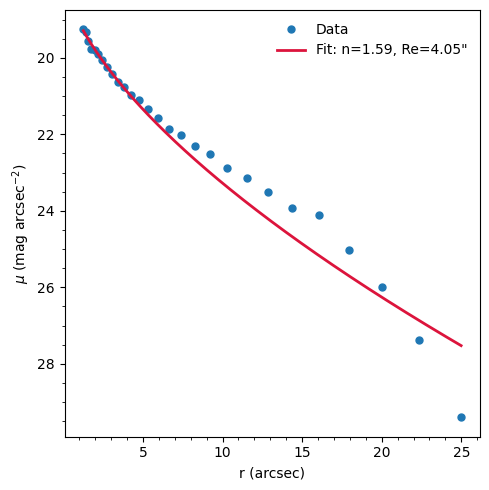 Data
Fit: n=1.59, Re=4.05"
μ (mag arcsec⁻²)
20
22
24
26
28
5
10
15
20
25
r (arcsec)